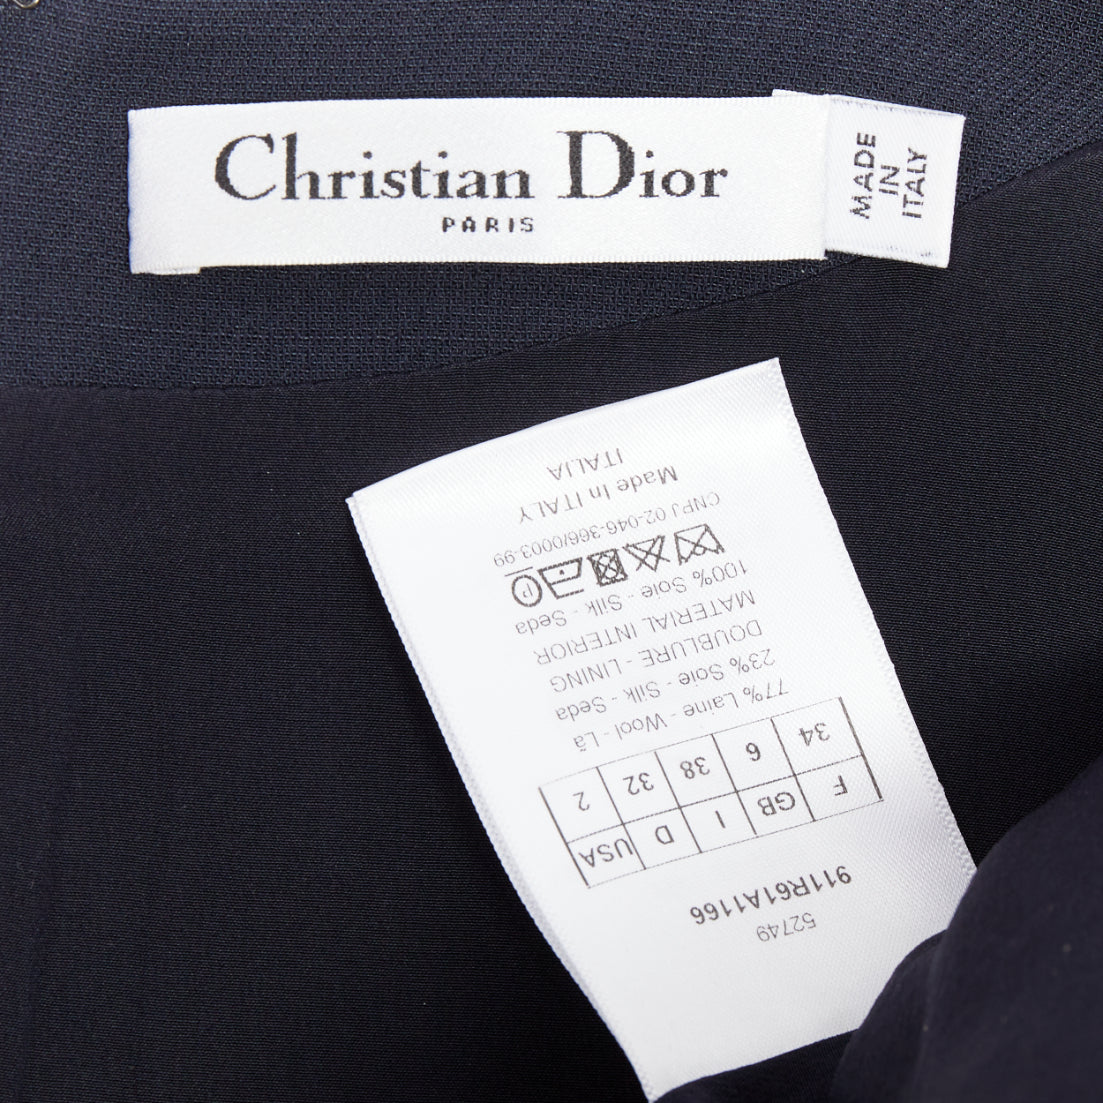 Christian Dior
PARIS
MADE
IN
ITALY
52749
911R61A1166
F GB I D USA
34 6 38 32 2
77% Laine - Wool - Lã
23% Soie - Silk - Seda
DOUBLURE - LINING
MATERIAL INTERIOR
100% Soie - Silk - Seda
P
CNPJ 02-046-366/0003-99
Made In ITALY
ITALIA